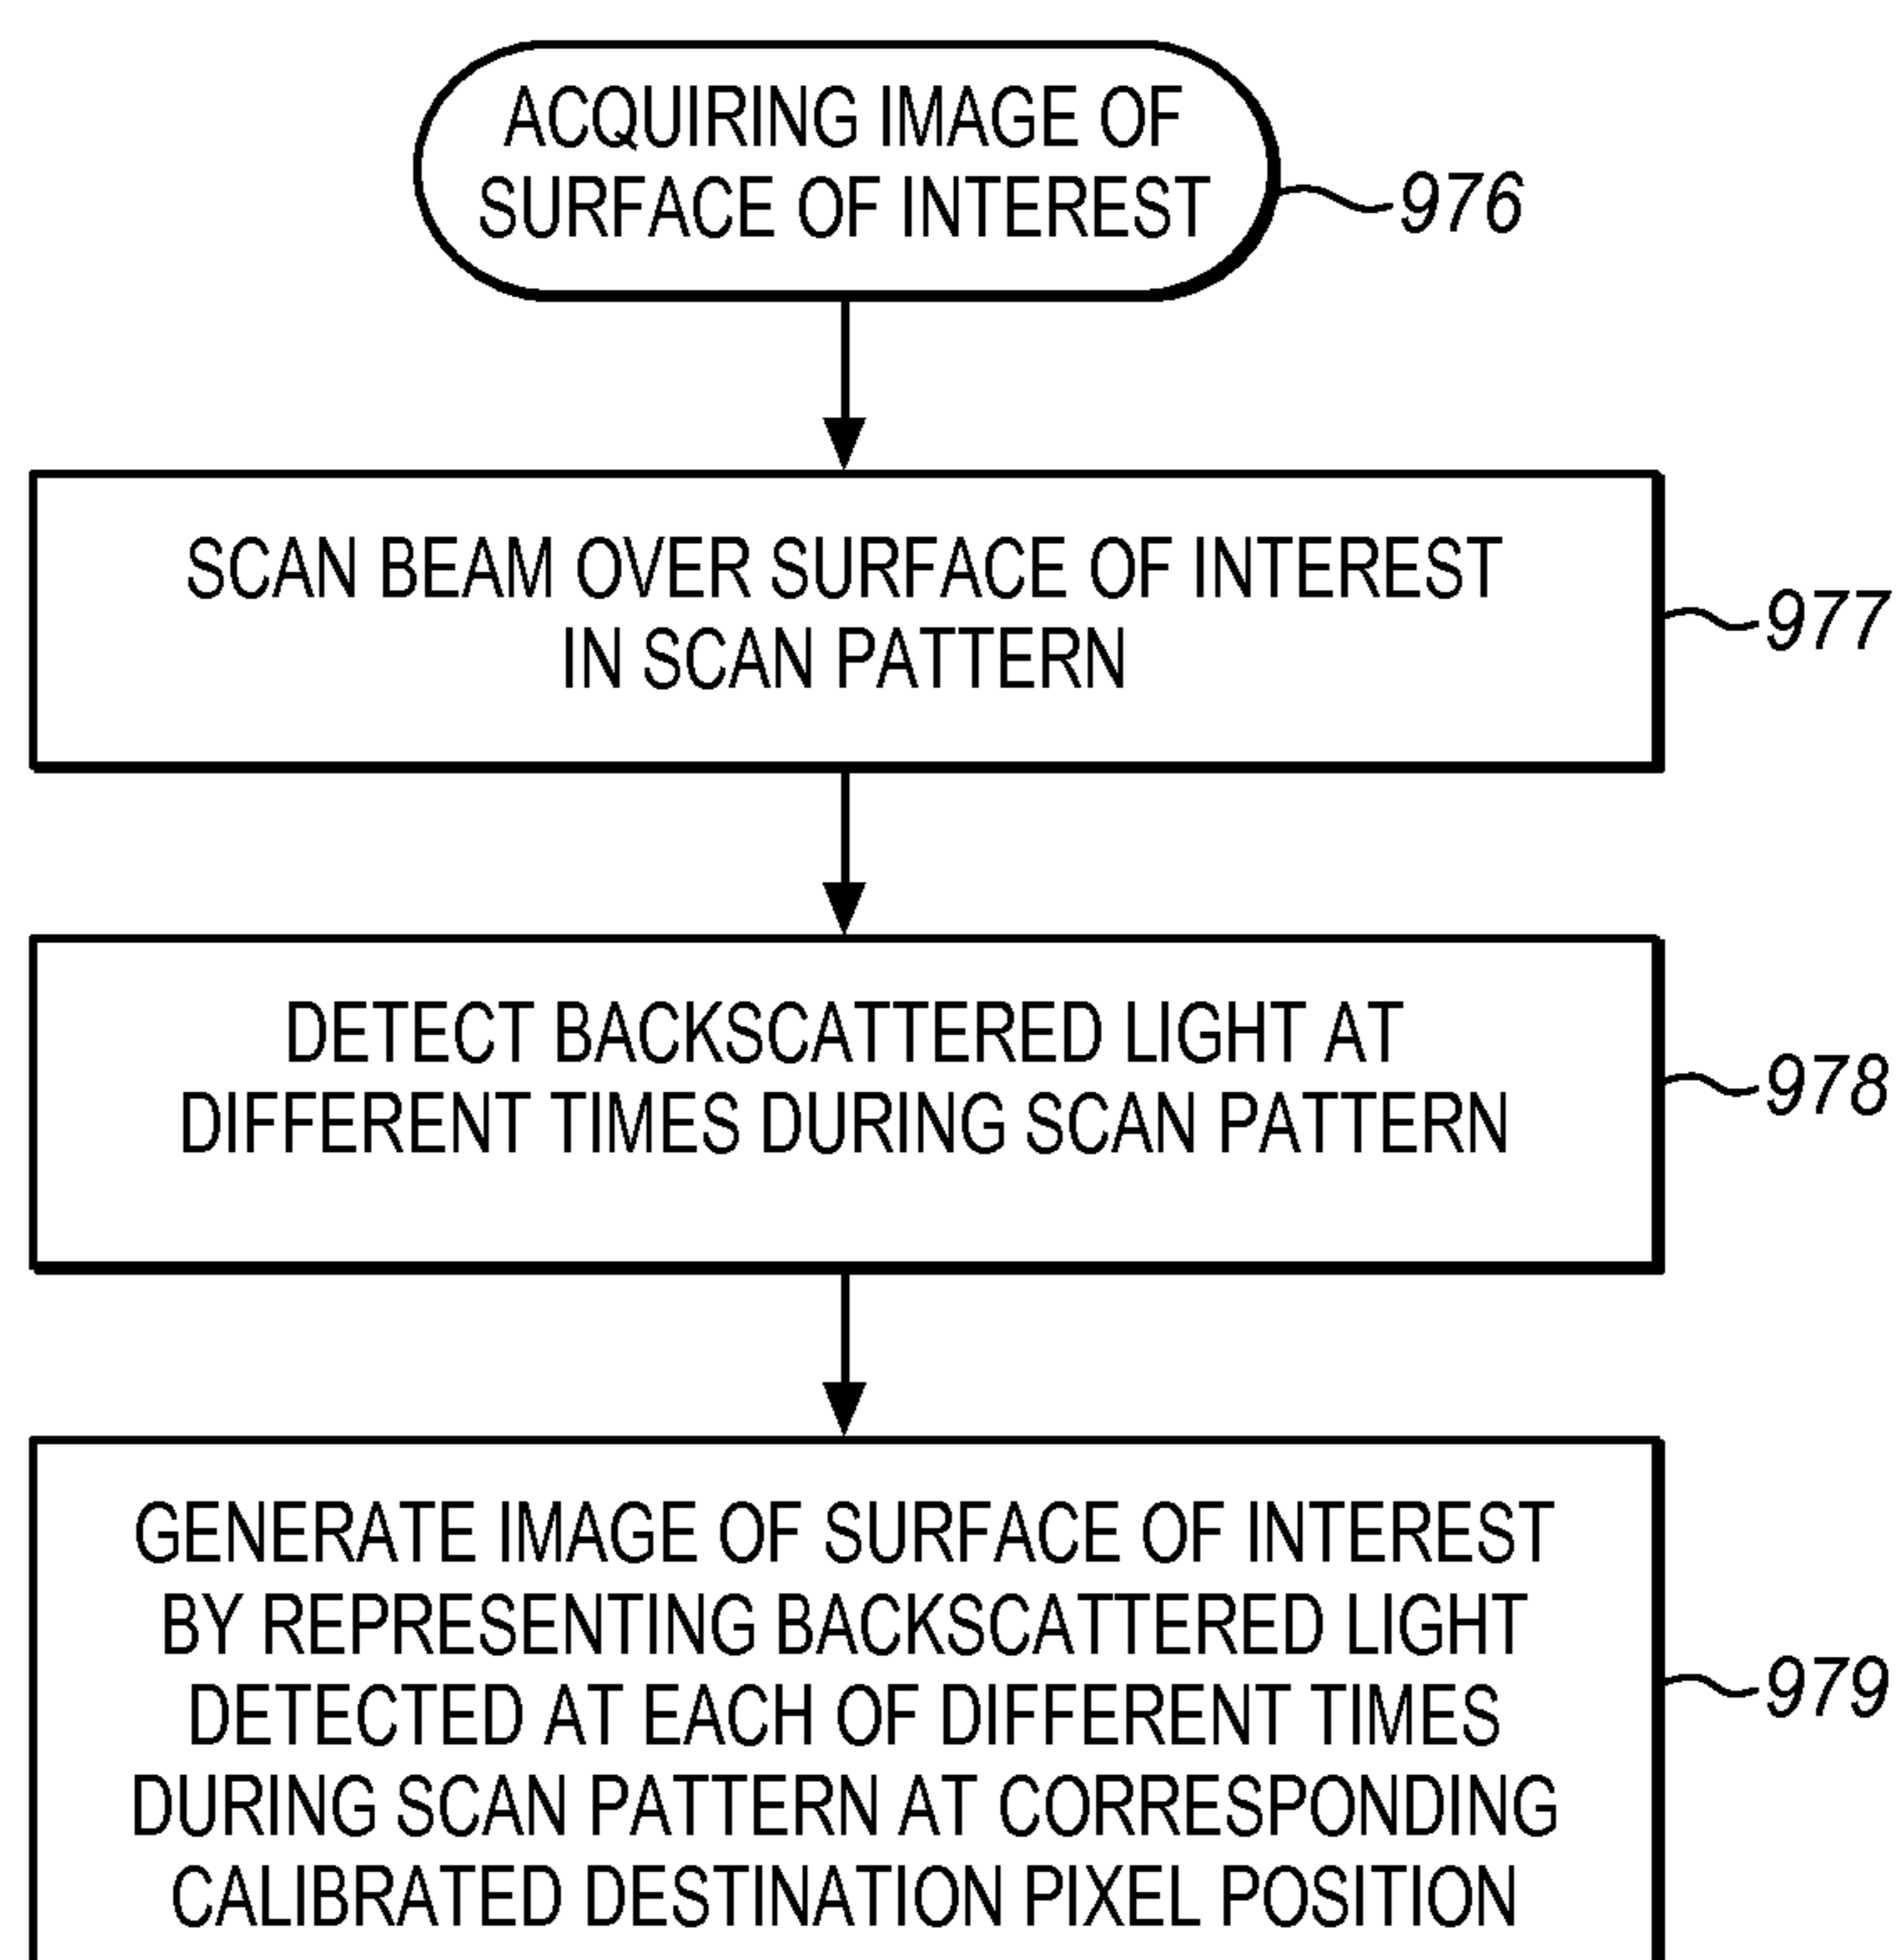 ACQUIRING IMAGE OF
SURFACE OF INTEREST
976
SCAN BEAM OVER SURFACE OF INTEREST
IN SCAN PATTERN
977
DETECT BACKSCATTERED LIGHT AT
DIFFERENT TIMES DURING SCAN PATTERN
978
GENERATE IMAGE OF SURFACE OF INTEREST
BY REPRESENTING BACKSCATTERED LIGHT
DETECTED AT EACH OF DIFFERENT TIMES
DURING SCAN PATTERN AT CORRESPONDING
CALIBRATED DESTINATION PIXEL POSITION
979